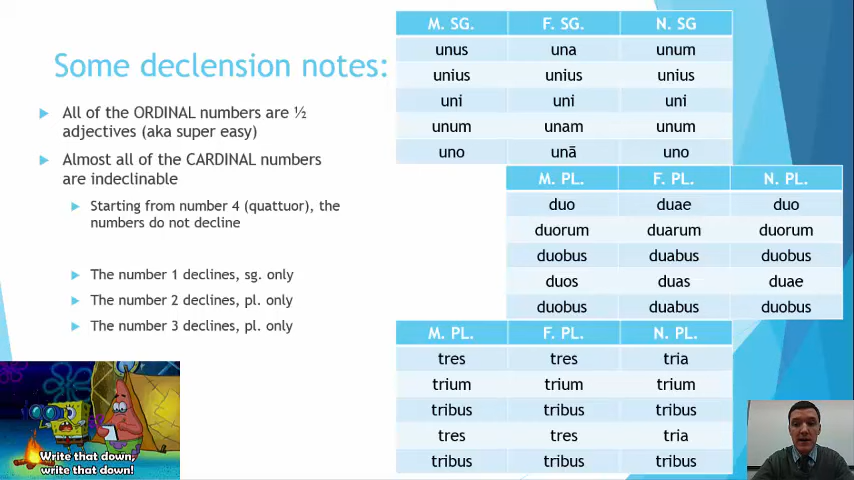 Some declension notes:
All of the ORDINAL numbers are ½
adjectives (aka super easy)
Almost all of the CARDINAL numbers
are indeclinable
Starting from number 4 (quattuor), the
numbers do not decline
The number 1 declines, sg. only
The number 2 declines, pl. only
The number 3 declines, pl. only
Write that down,
write that down!
M. SG. F. SG. N. SG
unus una unum
unius unius unius
uni uni uni
unum unam unum
uno unā uno
M. PL. F. PL. N. PL.
duo duae duo
duorum duarum duorum
duobus duabus duobus
duos duas duae
duobus duabus duobus
M. PL. F. PL. N. PL.
tres tres tria
trium trium trium
tribus tribus tribus
tres tres tria
tribus tribus tribus